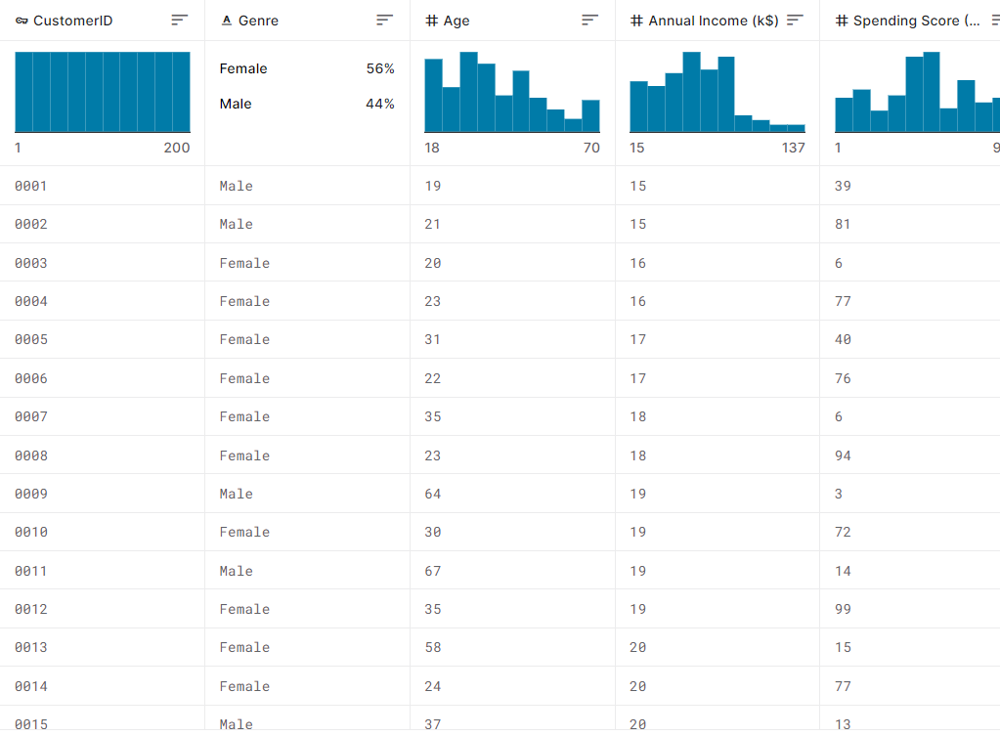 CustomerID Genre Age Annual Income (k$) Spending Score (...
Female 56%
Male 44%
1 200 18 70 15 137 1 9
0001 Male 19 15 39
0002 Male 21 15 81
0003 Female 20 16 6
0004 Female 23 16 77
0005 Female 31 17 40
0006 Female 22 17 76
0007 Female 35 18 6
0008 Female 23 18 94
0009 Male 64 19 3
0010 Female 30 19 72
0011 Male 67 19 14
0012 Female 35 19 99
0013 Female 58 20 15
0014 Female 24 20 77
0015 Male 37 20 13